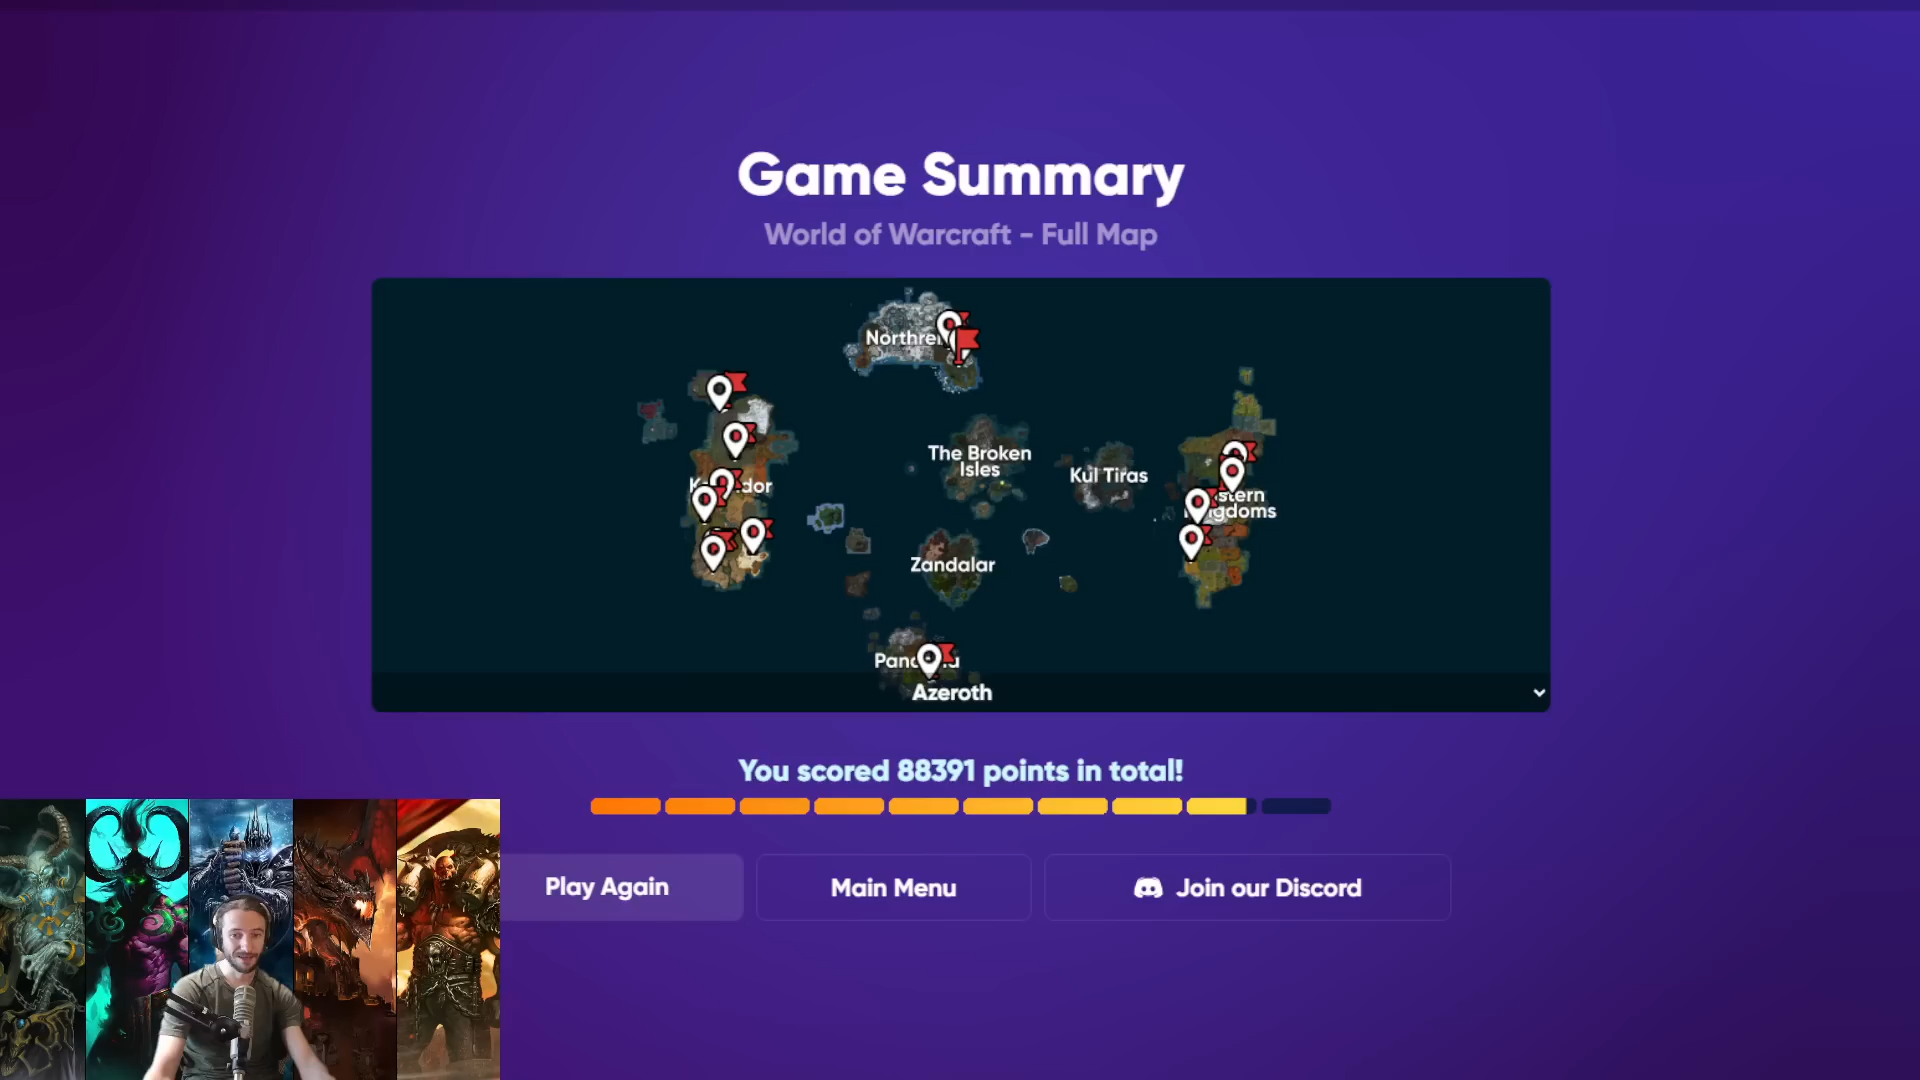 Game Summary
World of Warcraft - Full Map
The Broken
Isles
Kul Tiras
Zandalar
Azeroth
You scored 88391 points in total!
Play Again
Main Menu
Join our Discord